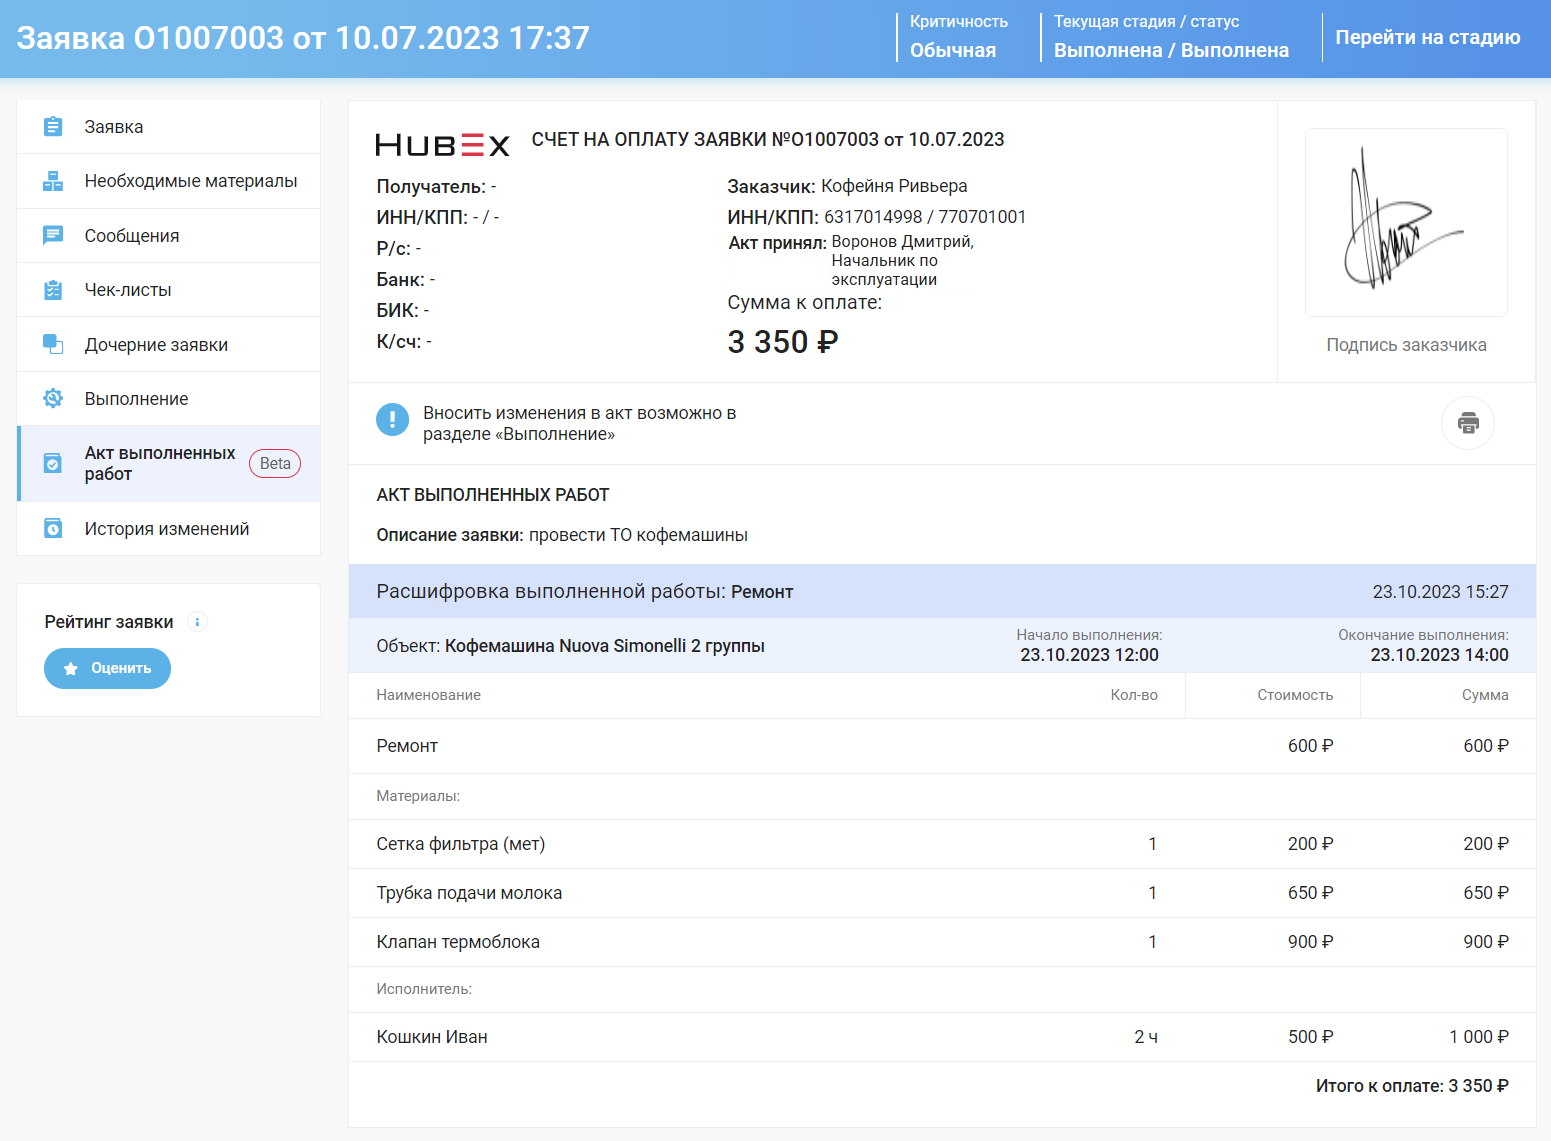 Заявка О1007003 от 10.07.2023 17:37
Критичность
Обычная
Текущая стадия / статус
Выполнена / Выполнена
Перейти на стадию
Заявка
Необходимые материалы
Сообщения
Чек-листы
Дочерние заявки
Выполнение
Акт выполненных
работ
Beta
История изменений
Рейтинг заявки
Оценить
HUBEX
СЧЕТ НА ОПЛАТУ ЗАЯВКИ №О1007003 от 10.07.2023
Получатель: -
ИНН/КПП: - / -
Р/с: -
Банк: -
БИК: -
К/сч: -
Заказчик: Кофейня Ривьера
ИНН/КПП: 6317014998 / 770701001
Акт принял: Воронов Дмитрий,
Начальник по
эксплуатации
Сумма к оплате:
3 350 ₽
Подпись заказчика
Вносить изменения в акт возможно в
разделе «Выполнение»
АКТ ВЫПОЛНЕННЫХ РАБОТ
Описание заявки: провести ТО кофемашины
Расшифровка выполненной работы: Ремонт 23.10.2023 15:27
Объект: Кофемашина Nuova Simonelli 2 группы
Начало выполнения:
23.10.2023 12:00
Окончание выполнения:
23.10.2023 14:00
Наименование Кол-во Стоимость Сумма
Ремонт 600 ₽ 600 ₽
Материалы:
Сетка фильтра (мет) 1 200 ₽ 200 ₽
Трубка подачи молока 1 650 ₽ 650 ₽
Клапан термоблока 1 900 ₽ 900 ₽
Исполнитель:
Кошкин Иван 2 ч 500 ₽ 1 000 ₽
Итого к оплате: 3 350 ₽